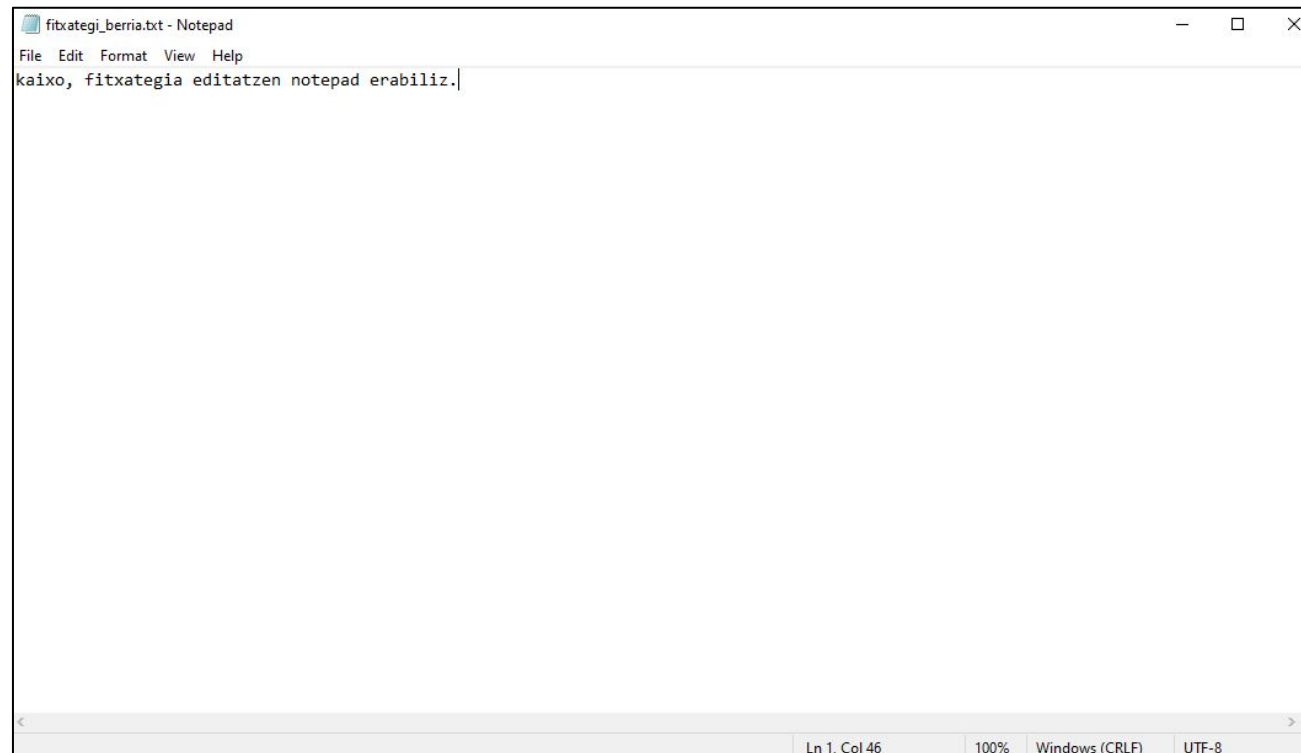 fitxategi_berria.txt - Notepad
File Edit Format View Help
kaixo, fitxategia editatzen notepad erabiliz.
Ln 1, Col 46 100% Windows (CRLF) UTF-8